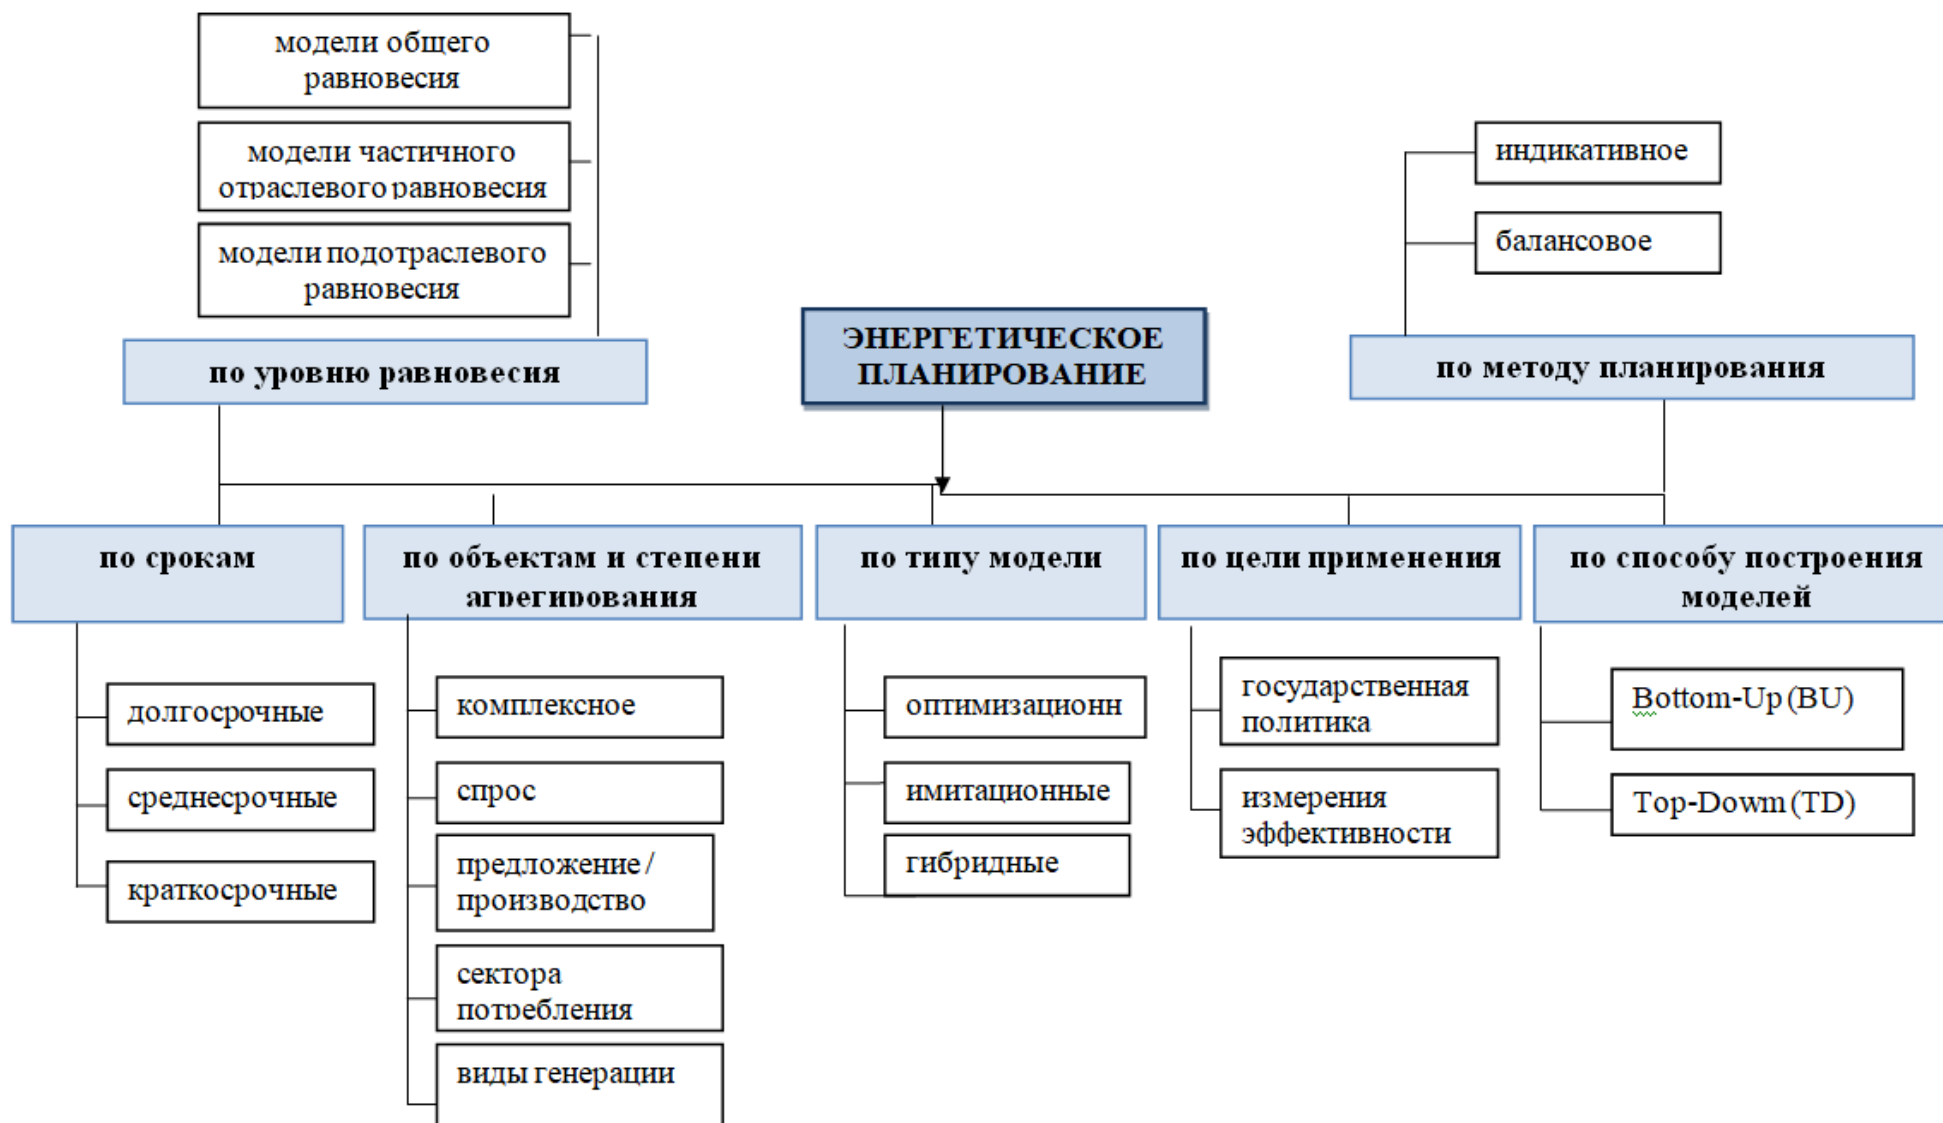 модели общего
равновесия
модели частичного
отраслевого равновесия
модели подотраслевого
равновесия
по уровню равновесия
ЭНЕРГЕТИЧЕСКОЕ
ПЛАНИРОВАНИЕ
индикативное
балансовое
по методу планирования
по срокам
долгосрочные
среднесрочные
краткосрочные
по объектам и степени
агрегирования
комплексное
спрос
предложение /
производство
сектора
потребления
виды генерации
по типу модели
оптимизационн
имитационные
гибридные
по цели применения
государственная
политика
измерения
эффективности
по способу построения
моделей
Bottom-Up (BU)
Top-Dowm (TD)